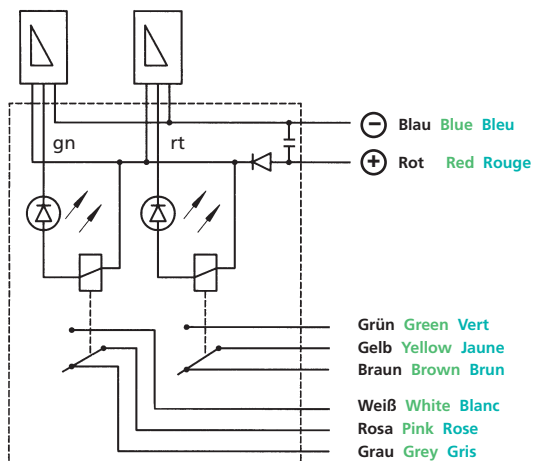 gn
rt
− Blau Blue Bleu
+ Rot Red Rouge
Grün Green Vert
Gelb Yellow Jaune
Braun Brown Brun
Weiß White Blanc
Rosa Pink Rose
Grau Grey Gris